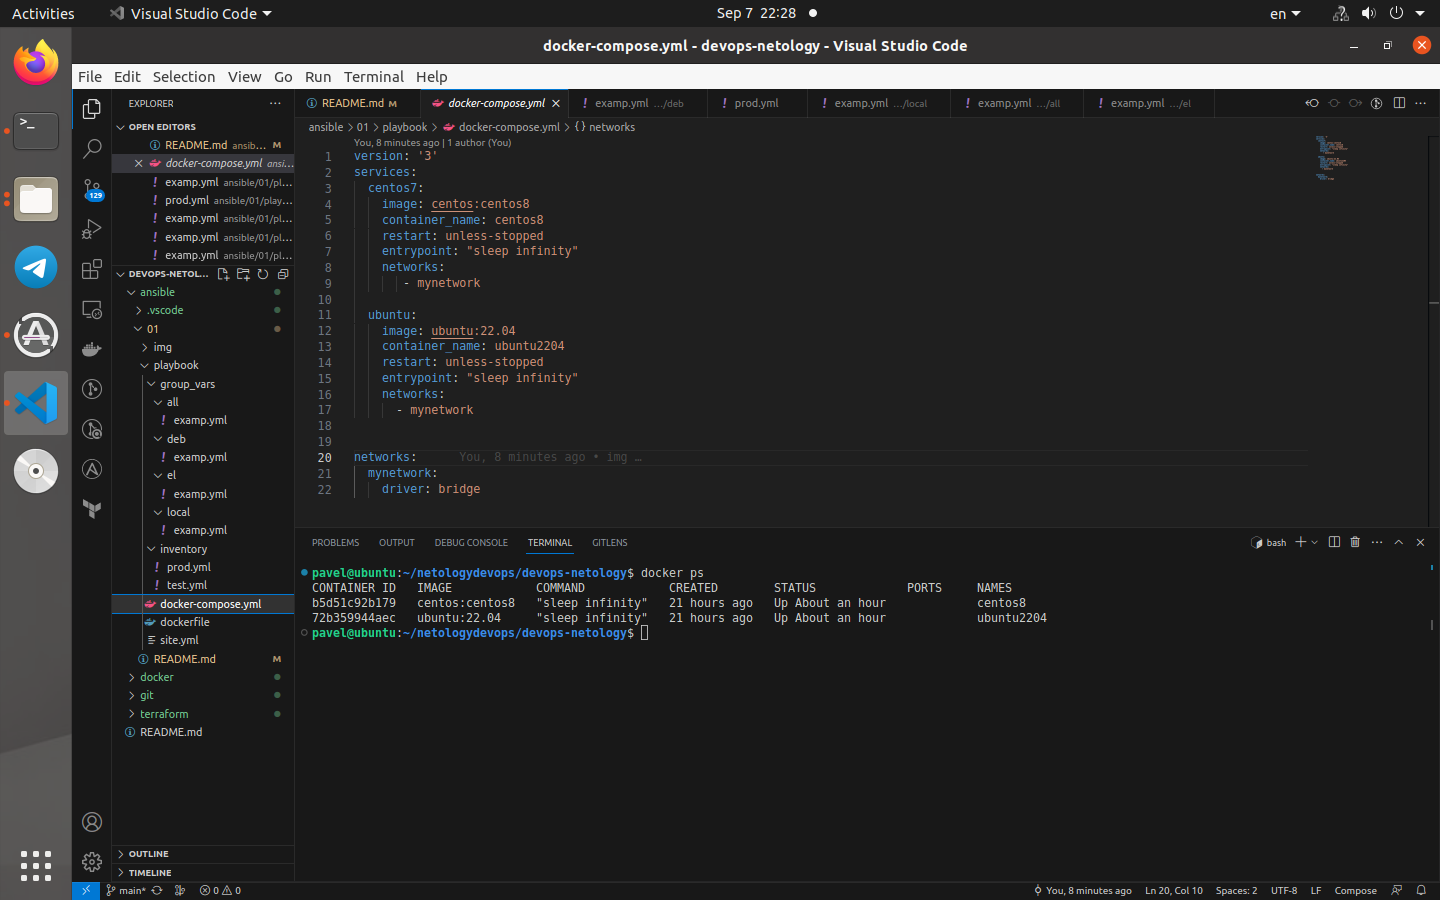 Activities
Visual Studio Code
Sep 7 22:28
en
docker-compose.yml - devops-netology - Visual Studio Code
File Edit Selection View Go Run Terminal Help
EXPLORER
OPEN EDITORS
README.md ansib... M
docker-compose.yml ansi...
! examp.yml ansible/01/pl...
! prod.yml ansible/01/play...
! examp.yml ansible/01/pl...
! examp.yml ansible/01/pl...
! examp.yml ansible/01/pl...
DEVOPS-NETOL...
ansible
.vscode
01
img
playbook
group_vars
all
! examp.yml
deb
! examp.yml
el
! examp.yml
local
! examp.yml
inventory
! prod.yml
! test.yml
docker-compose.yml
dockerfile
site.yml
README.md M
docker
git
terraform
README.md
OUTLINE
TIMELINE
129
README.md M
docker-compose.yml
! examp.yml .../deb
! prod.yml
! examp.yml .../local
! examp.yml .../all
! examp.yml .../el
ansible > 01 > playbook > docker-compose.yml > {} networks
You, 8 minutes ago | 1 author (You)
1 version: '3'
2 services:
3 centos7:
4 image: centos:centos8
5 container_name: centos8
6 restart: unless-stopped
7 entrypoint: "sleep infinity"
8 networks:
9 - mynetwork
10
11 ubuntu:
12 image: ubuntu:22.04
13 container_name: ubuntu2204
14 restart: unless-stopped
15 entrypoint: "sleep infinity"
16 networks:
17 - mynetwork
18
19
20 networks: You, 8 minutes ago • img …
21 mynetwork:
22 driver: bridge
PROBLEMS OUTPUT DEBUG CONSOLE TERMINAL GITLENS
bash
pavel@ubuntu:~/netologydevops/devops-netology$ docker ps
CONTAINER ID IMAGE COMMAND CREATED STATUS PORTS NAMES
b5d51c92b179 centos:centos8 "sleep infinity" 21 hours ago Up About an hour centos8
72b359944aec ubuntu:22.04 "sleep infinity" 21 hours ago Up About an hour ubuntu2204
pavel@ubuntu:~/netologydevops/devops-netology$
main* 0 0
You, 8 minutes ago Ln 20, Col 10 Spaces: 2 UTF-8 LF Compose